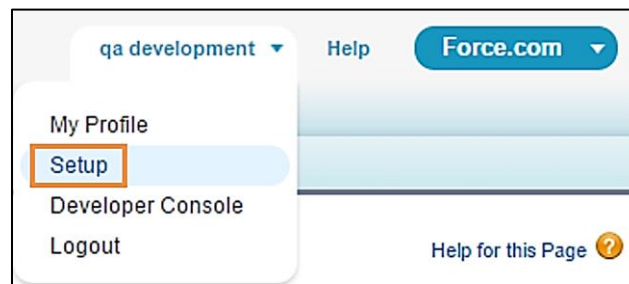 qa development Help Force.com
My Profile
Setup
Developer Console
Logout
Help for this Page ?